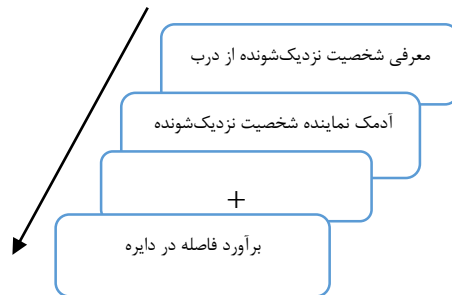 معرفی شخصیت نزدیک‌شونده از درب
آدمک نماینده شخصیت نزدیک‌شونده
+
برآورد فاصله در دایره